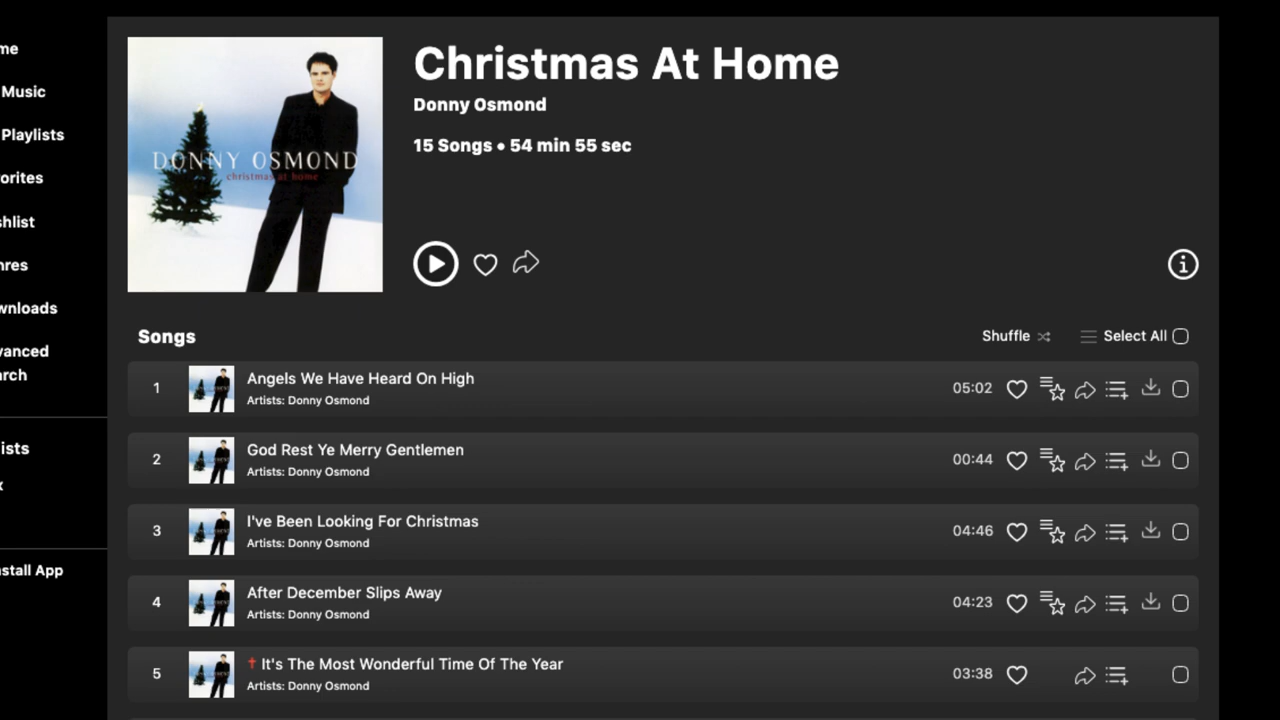 me
Music
Playlists
orites
hlist
nres
wnloads
vanced
rch
ists
x
stall App
DONNY OSMOND
christmas at home
Christmas At Home
Donny Osmond
15 Songs • 54 min 55 sec
Songs
Shuffle
Select All
1
Angels We Have Heard On High
Artists: Donny Osmond
05:02
2
God Rest Ye Merry Gentlemen
Artists: Donny Osmond
00:44
3
I've Been Looking For Christmas
Artists: Donny Osmond
04:46
4
After December Slips Away
Artists: Donny Osmond
04:23
5
✝ It's The Most Wonderful Time Of The Year
Artists: Donny Osmond
03:38